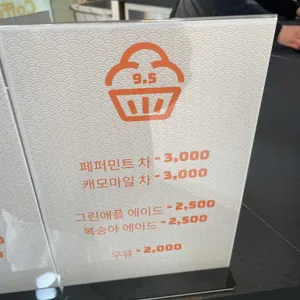 9.5
페퍼민트 차 - 3,000
캐모마일 차 - 3,000
그린애플 에이드 - 2,500
복숭아 에이드 - 2,500
우유 - 2,000